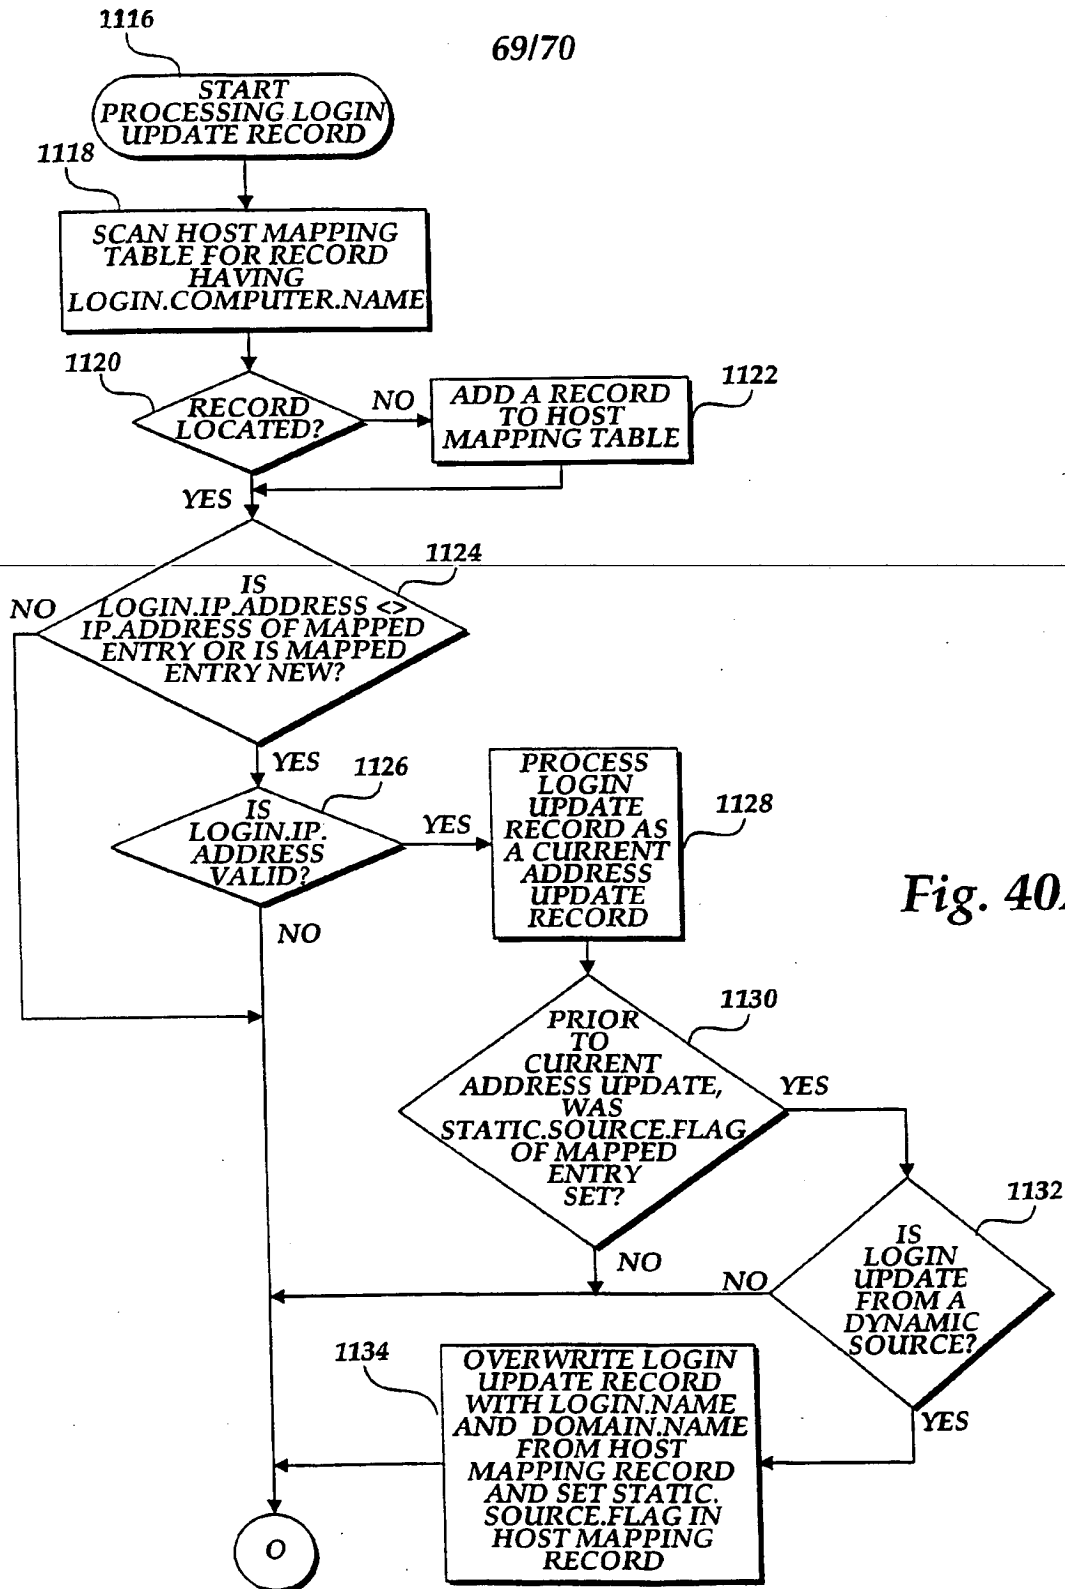 1116
69/70
START
PROCESSING LOGIN
UPDATE RECORD
1118
SCAN HOST MAPPING
TABLE FOR RECORD
HAVING
LOGIN.COMPUTER.NAME
1120
RECORD
LOCATED?
NO
ADD A RECORD
TO HOST
MAPPING TABLE
1122
YES
1124
IS
LOGIN.IP.ADDRESS <>
IP.ADDRESS OF MAPPED
ENTRY OR IS MAPPED
ENTRY NEW?
NO
YES
1126
IS
LOGIN.IP.
ADDRESS
VALID?
YES
NO
PROCESS
LOGIN
UPDATE
RECORD AS
A CURRENT
ADDRESS
UPDATE
RECORD
1128
Fig. 40
1130
PRIOR
TO
CURRENT
ADDRESS UPDATE,
WAS
STATIC.SOURCE.FLAG
OF MAPPED
ENTRY
SET?
YES
NO
1132
IS
LOGIN
UPDATE
FROM A
DYNAMIC
SOURCE?
NO
YES
1134
OVERWRITE LOGIN
UPDATE RECORD
WITH LOGIN.NAME
AND DOMAIN.NAME
FROM HOST
MAPPING RECORD
AND SET STATIC.
SOURCE.FLAG IN
HOST MAPPING
RECORD
O